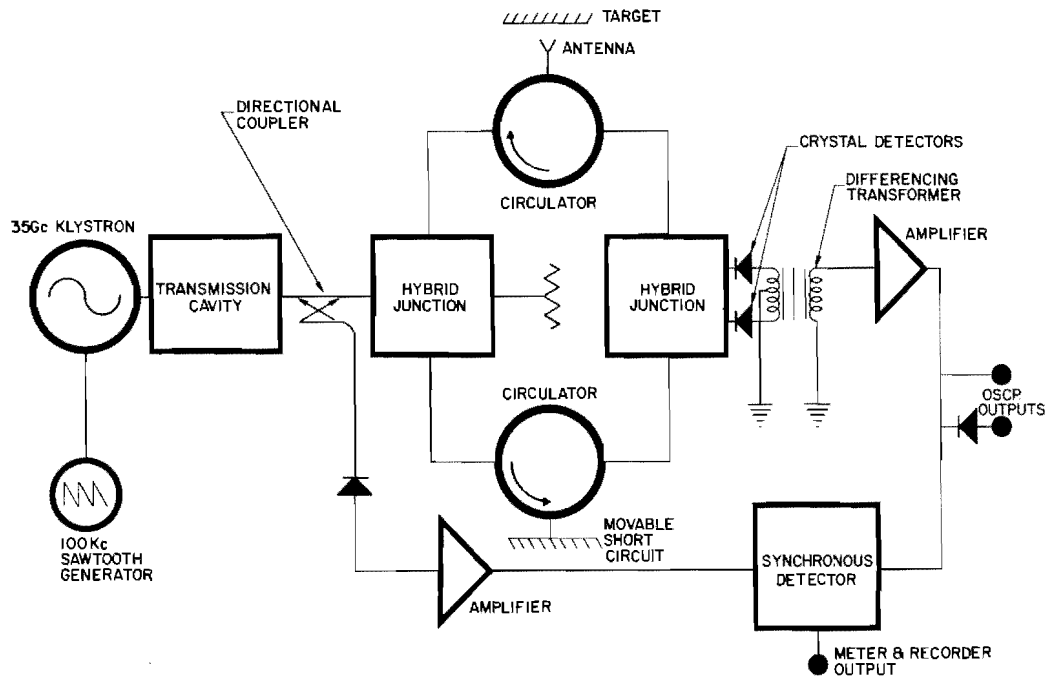 TARGET
ANTENNA
DIRECTIONAL
COUPLER
CRYSTAL DETECTORS
CIRCULATOR
DIFFERENCING
TRANSFORMER
35Gc KLYSTRON
AMPLIFIER
TRANSMISSION
CAVITY
HYBRID
JUNCTION
HYBRID
JUNCTION
CIRCULATOR
OSCP.
OUTPUTS
MOVABLE
SHORT
CIRCUIT
100Kc
SAWTOOTH
GENERATOR
SYNCHRONOUS
DETECTOR
AMPLIFIER
METER & RECORDER
OUTPUT